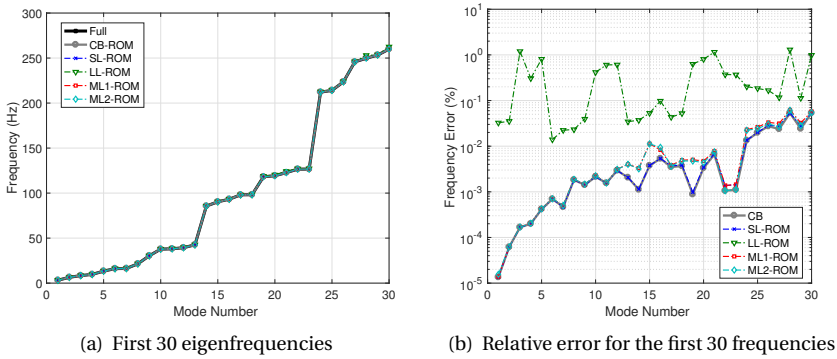 300
250
200
150
100
50
0
Frequency (Hz)
Full
CB-ROM
SL-ROM
LL-ROM
ML1-ROM
ML2-ROM
0 5 10 15 20 25 30
Mode Number
(a) First 30 eigenfrequencies
10^2
10^1
10^0
10^-1
10^-2
10^-3
10^-4
10^-5
Frequency Error (%)
CB
SL-ROM
LL-ROM
ML1-ROM
ML2-ROM
0 5 10 15 20 25 30
Mode Number
(b) Relative error for the first 30 frequencies